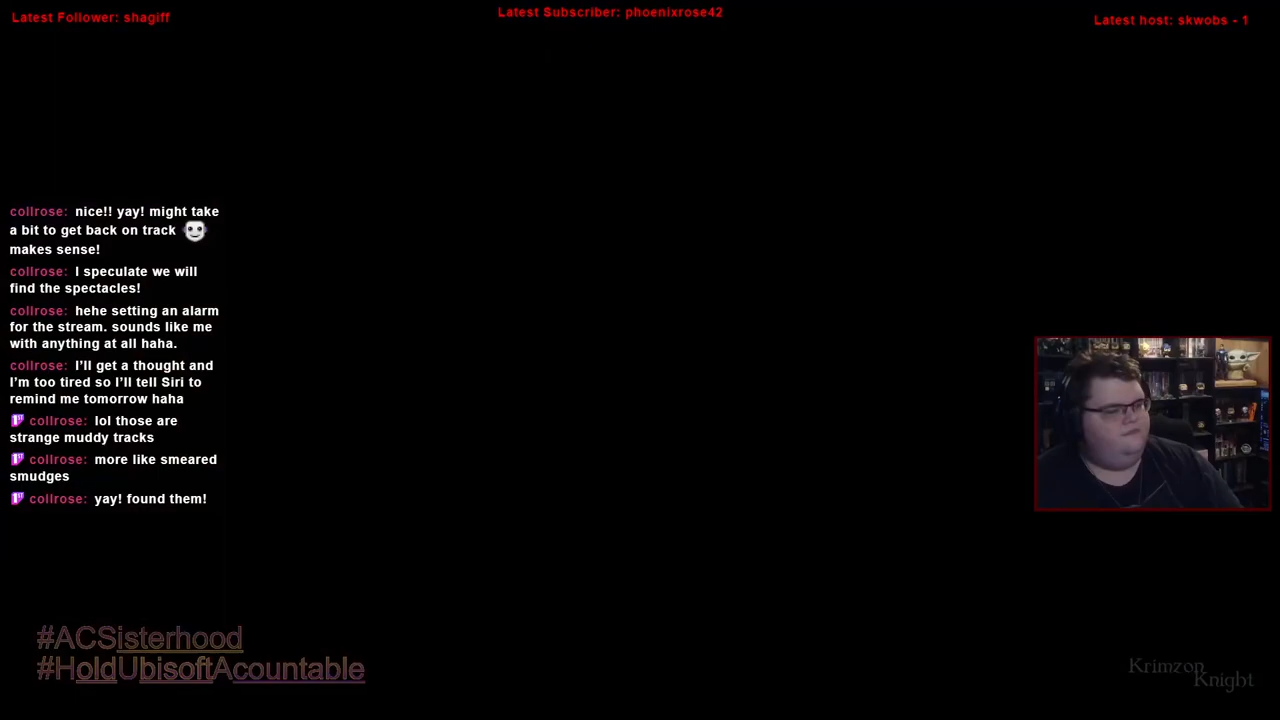 Latest Follower: shagiff
Latest Subscriber: phoenixrose42
Latest host: skwobs - 1
collrose: nice!! yay! might take
a bit to get back on track
makes sense!
collrose: I speculate we will
find the spectacles!
collrose: hehe setting an alarm
for the stream. sounds like me
with anything at all haha.
collrose: I'll get a thought and
I'm too tired so I'll tell Siri to
remind me tomorrow haha
collrose: lol those are
strange muddy tracks
collrose: more like smeared
smudges
collrose: yay! found them!
#ACSisterhood
#HoldUbisoftAcountable
Krimzon
Knight